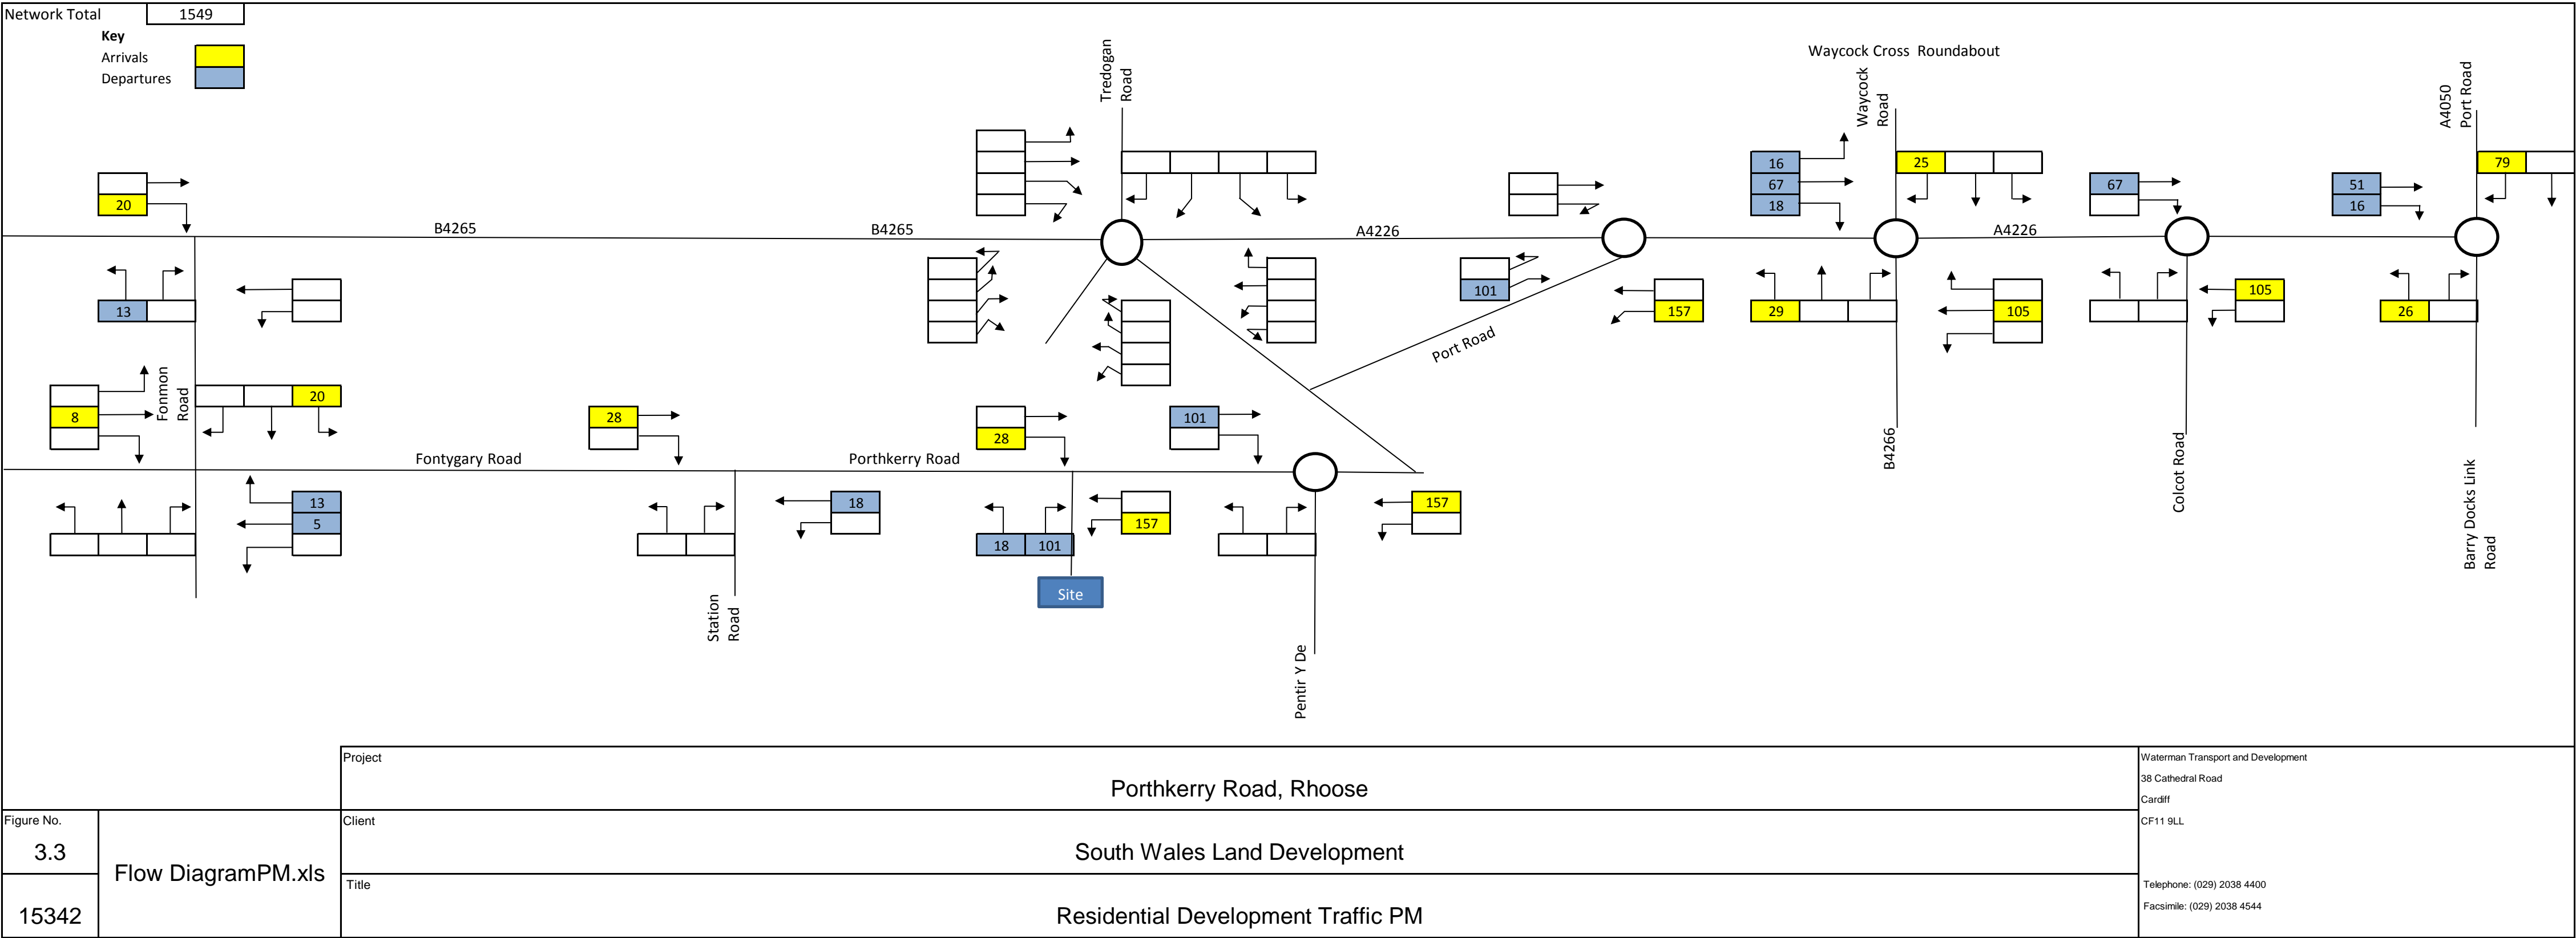 Network Total 1549
Key
Arrivals
Departures
Tredogan
Road
Waycock Cross Roundabout
Waycock
Road
A4050
Port Road
20
16
67
18
25
67
51
16
79
B4265
B4265
A4226
A4226
13
101
157
29
105
105
26
Port Road
Fonmon
Road
8
20
28
28
101
B4266
Colcot Road
Barry Docks Link
Road
Fontygary Road
Porthkerry Road
13
5
18
18 101
157
157
Site
Station
Road
Pentir Y De
Project
Porthkerry Road, Rhoose
Waterman Transport and Development
38 Cathedral Road
Cardiff
CF11 9LL
Figure No.
3.3
Flow DiagramPM.xls
Client
South Wales Land Development
15342
Title
Residential Development Traffic PM
Telephone: (029) 2038 4400
Facsimile: (029) 2038 4544